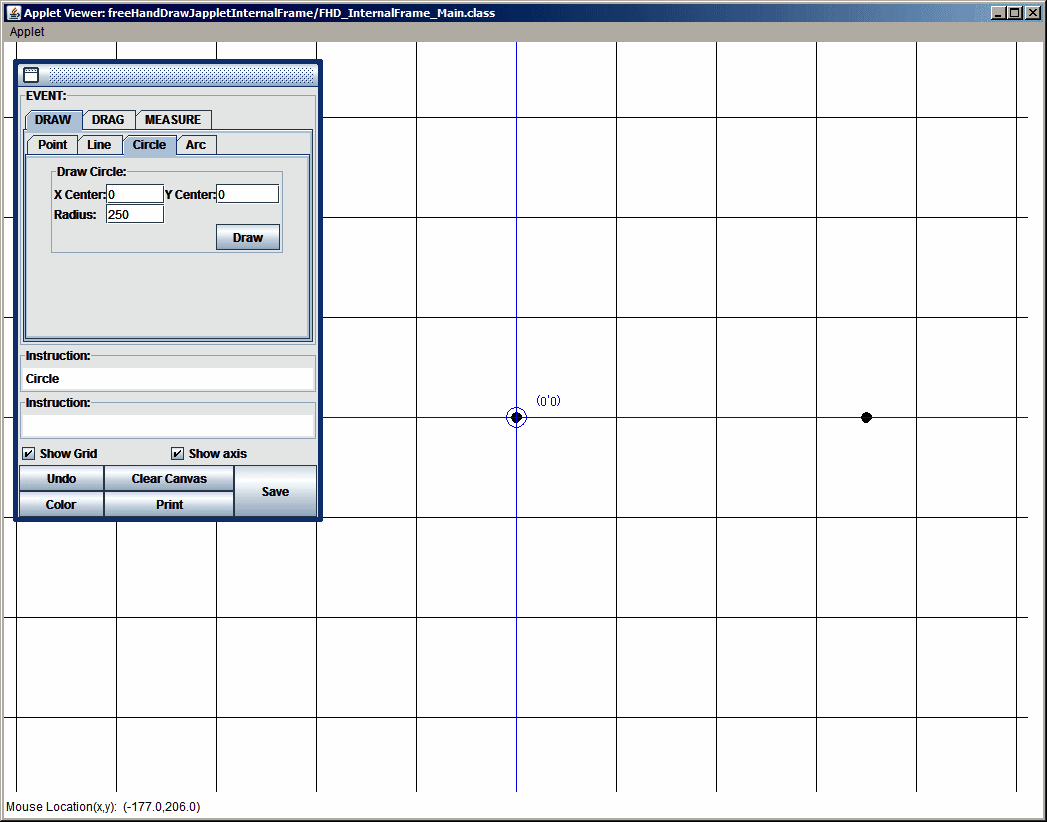 Applet Viewer: freeHandDrawJappletInternalFrame/FHD_InternalFrame_Main.class
Applet
EVENT:
DRAW DRAG MEASURE
Point Line Circle Arc
Draw Circle:
X Center: 0 Y Center: 0
Radius: 250
Draw
Instruction:
Circle
Instruction:
Show Grid Show axis
Undo Clear Canvas Save
Color Print
(0'0)
Mouse Location(x,y): (-177.0,206.0)